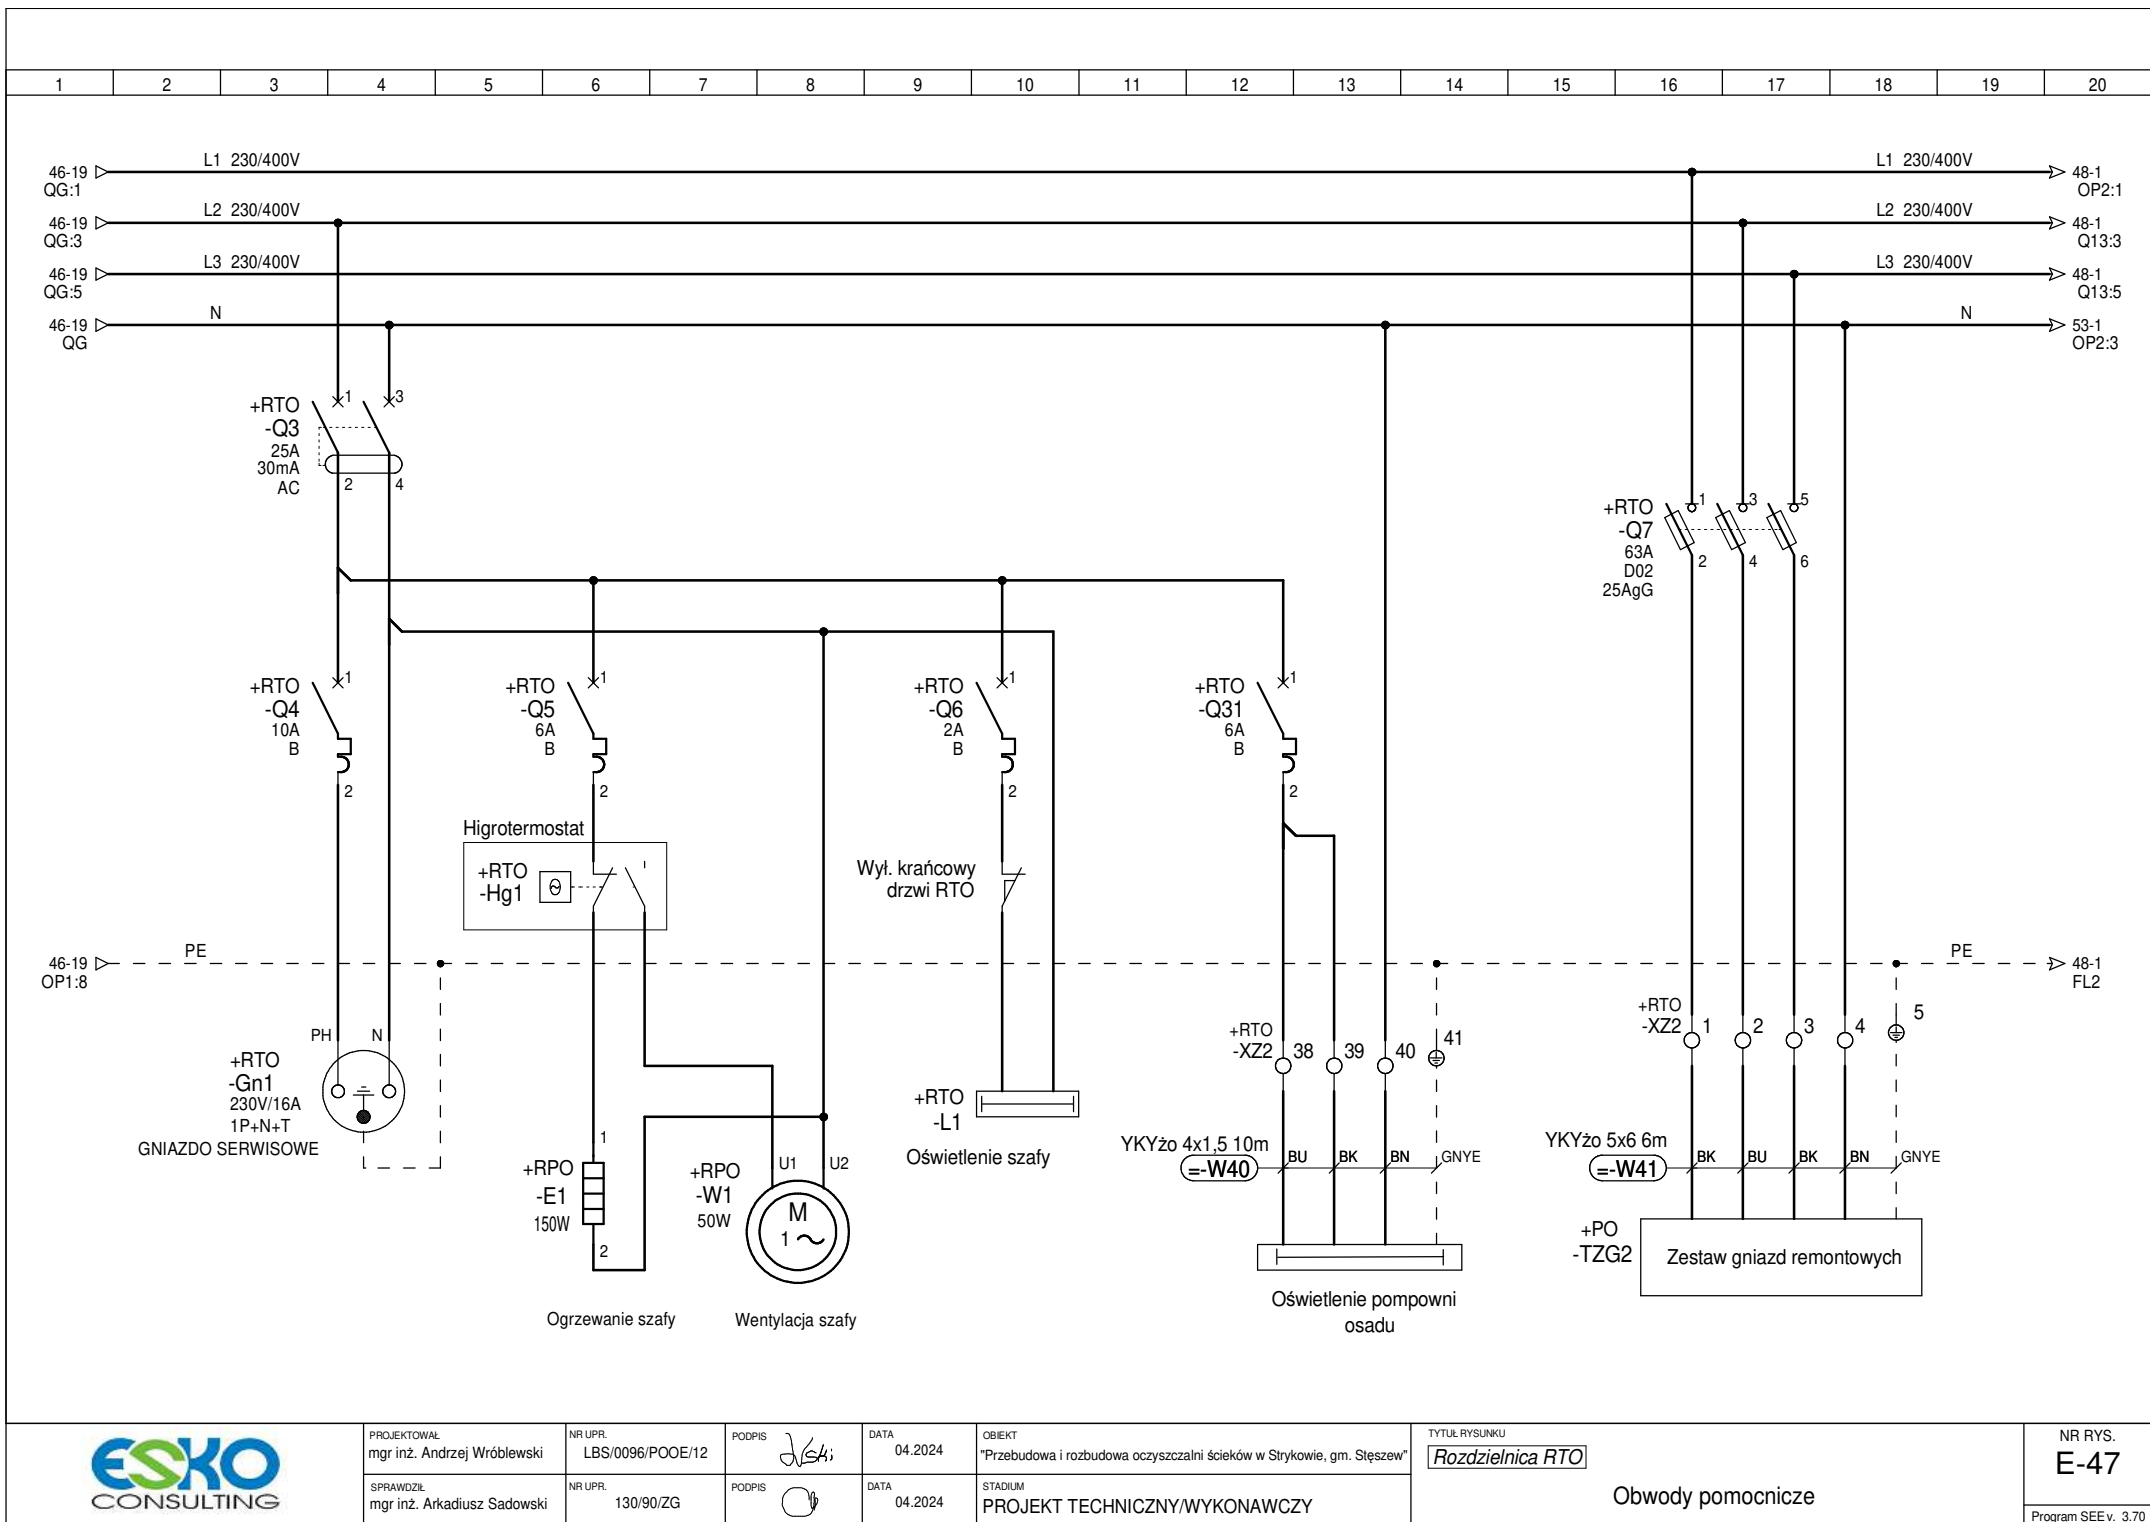 1 2 3 4 5 6 7 8 9 10 11 12 13 14 15 16 17 18 19 20
46-19 L1 230/400V L1 230/400V 48-1
QG:1 OP2:1
46-19 L2 230/400V L2 230/400V 48-1
QG:3 Q13:3
46-19 L3 230/400V L3 230/400V 48-1
QG:5 Q13:5
46-19 N N 53-1
QG OP2:3
+RTO 1 3
-Q3
25A
30mA
AC 2 4
+RTO 1 3 5
-Q7
63A 2 4 6
D02
25AgG
+RTO 1
-Q4
10A
B
2
+RTO 1
-Q5
6A
B
2
+RTO 1
-Q6
2A
B
2
+RTO 1
-Q31
6A
B
2
Higrotermostat
+RTO
-Hg1
Wył. krańcowy
drzwi RTO
46-19 PE PE 48-1
OP1:8 FL2
PH N
+RTO
-Gn1
230V/16A
1P+N+T
GNIAZDO SERWISOWE
1
+RPO
-E1
150W
2
Ogrzewanie szafy
+RPO U1 U2
-W1
50W
M
1
Wentylacja szafy
+RTO
-L1
Oświetlenie szafy
+RTO
-XZ2 38 39 40 41
YKYżo 4x1,5 10m
=-W40 BU BK BN GNYE
Oświetlenie pompowni
osadu
+RTO
-XZ2 1 2 3 4 5
YKYżo 5x6 6m
=-W41 BK BU BK BN GNYE
+PO
-TZG2 Zestaw gniazd remontowych
ESKO
CONSULTING
PROJEKTOWAŁ
mgr inż. Andrzej Wróblewski
NR UPR.
LBS/0096/POOE/12
PODPIS
DATA
04.2024
OBIEKT
"Przebudowa i rozbudowa oczyszczalni ścieków w Strykowie, gm. Stęszew"
SPRAWDZIŁ
mgr inż. Arkadiusz Sadowski
NR UPR.
130/90/ZG
PODPIS
DATA
04.2024
STADIUM
PROJEKT TECHNICZNY/WYKONAWCZY
TYTUŁ RYSUNKU
Rozdzielnica RTO
Obwody pomocnicze
NR RYS.
E-47
Program SEE v. 3.70